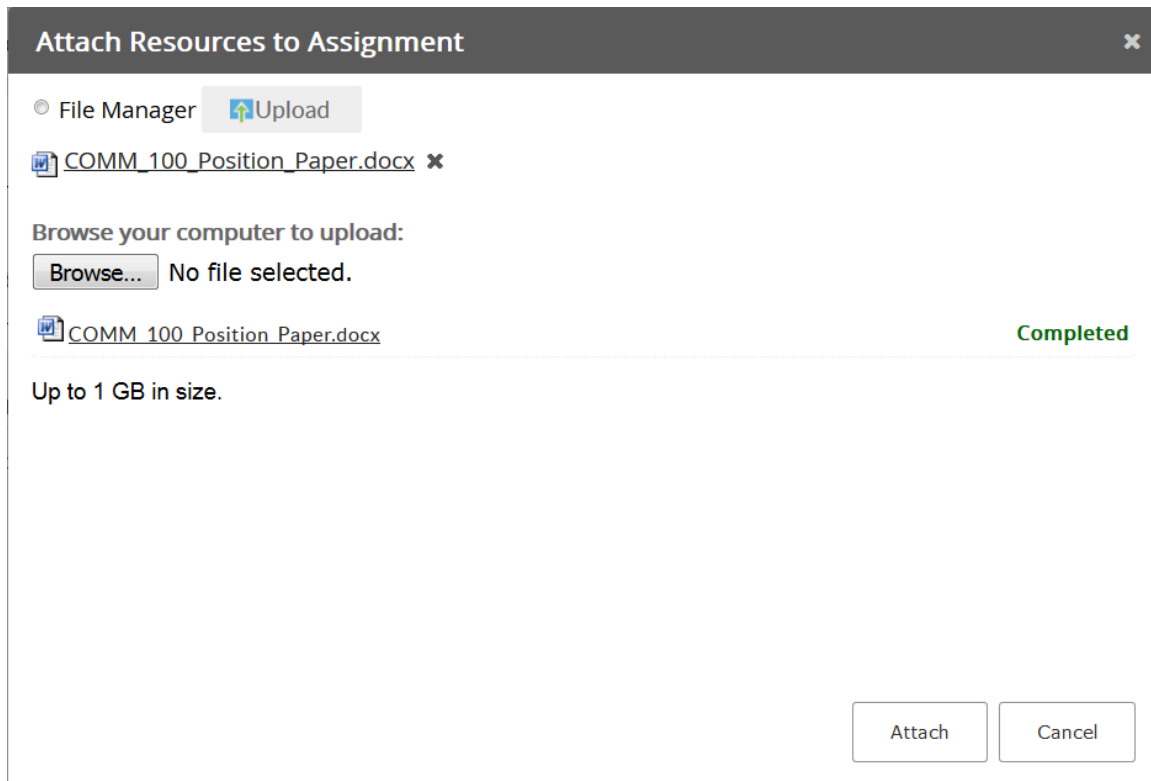 Attach Resources to Assignment
File Manager Upload
COMM_100_Position_Paper.docx
Browse your computer to upload:
Browse... No file selected.
COMM_100_Position_Paper.docx Completed
Up to 1 GB in size.
Attach Cancel